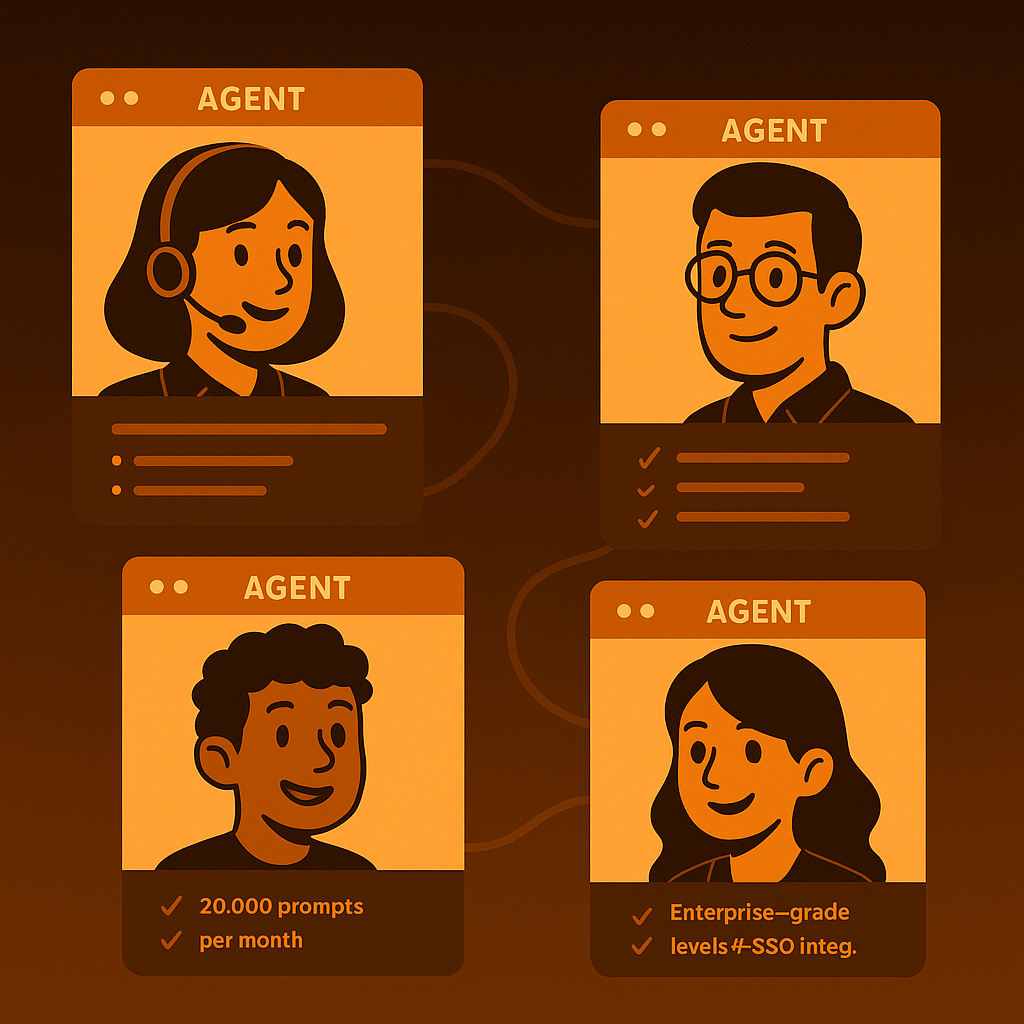 AGENT
AGENT
AGENT
20.000 prompts
per month
AGENT
Enterprise–grade
levels #-SSO integ.